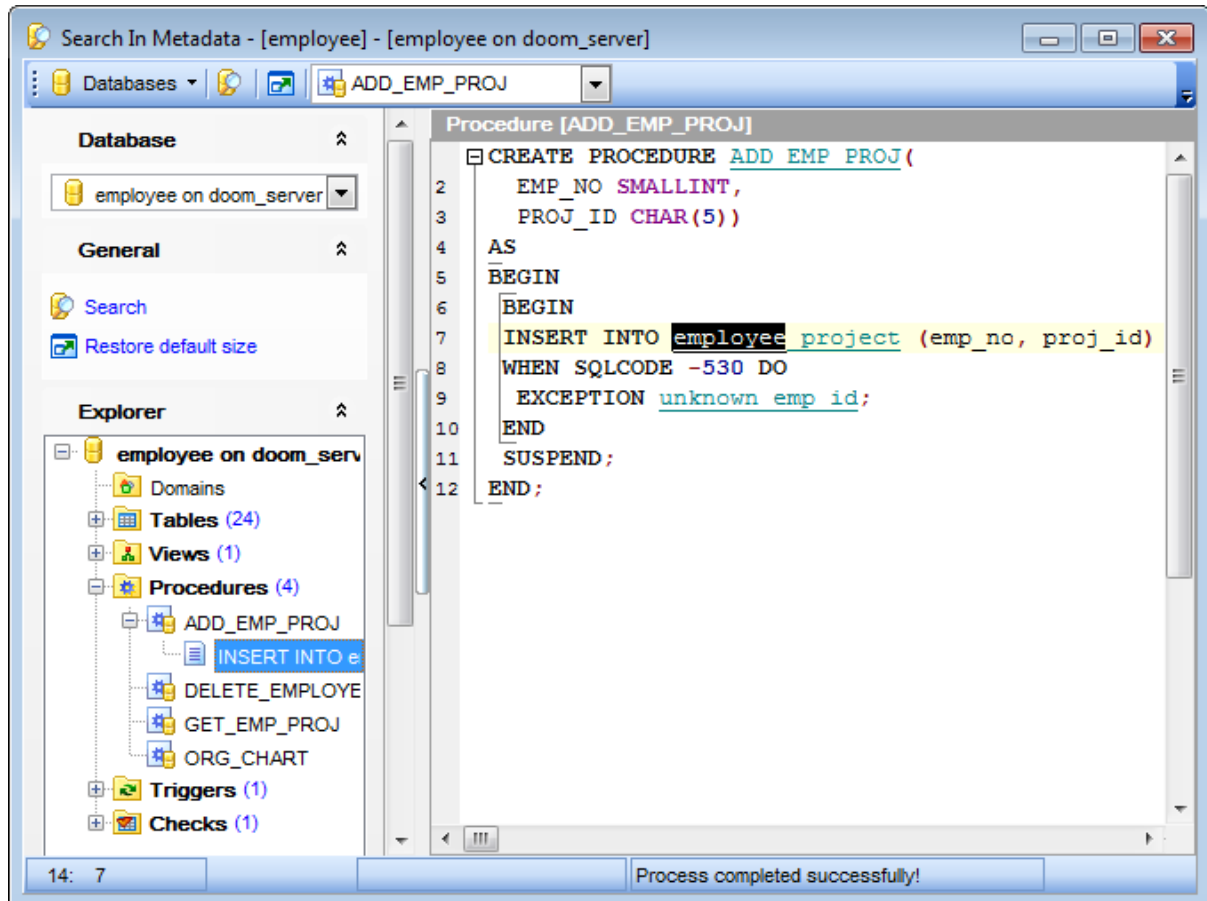 Search In Metadata - [employee] - [employee on doom_server]
Databases
ADD_EMP_PROJ
Database
employee on doom_server
General
Search
Restore default size
Explorer
employee on doom_serv
Domains
Tables (24)
Views (1)
Procedures (4)
ADD_EMP_PROJ
INSERT INTO e
DELETE_EMPLOYE
GET_EMP_PROJ
ORG_CHART
Triggers (1)
Checks (1)
Procedure [ADD_EMP_PROJ]
CREATE PROCEDURE ADD_EMP_PROJ(
2 EMP_NO SMALLINT,
3 PROJ_ID CHAR(5))
4 AS
5 BEGIN
6 BEGIN
7 INSERT INTO employee_project (emp_no, proj_id)
8 WHEN SQLCODE -530 DO
9 EXCEPTION unknown_emp_id;
10 END
11 SUSPEND;
12 END;
14: 7
Process completed successfully!